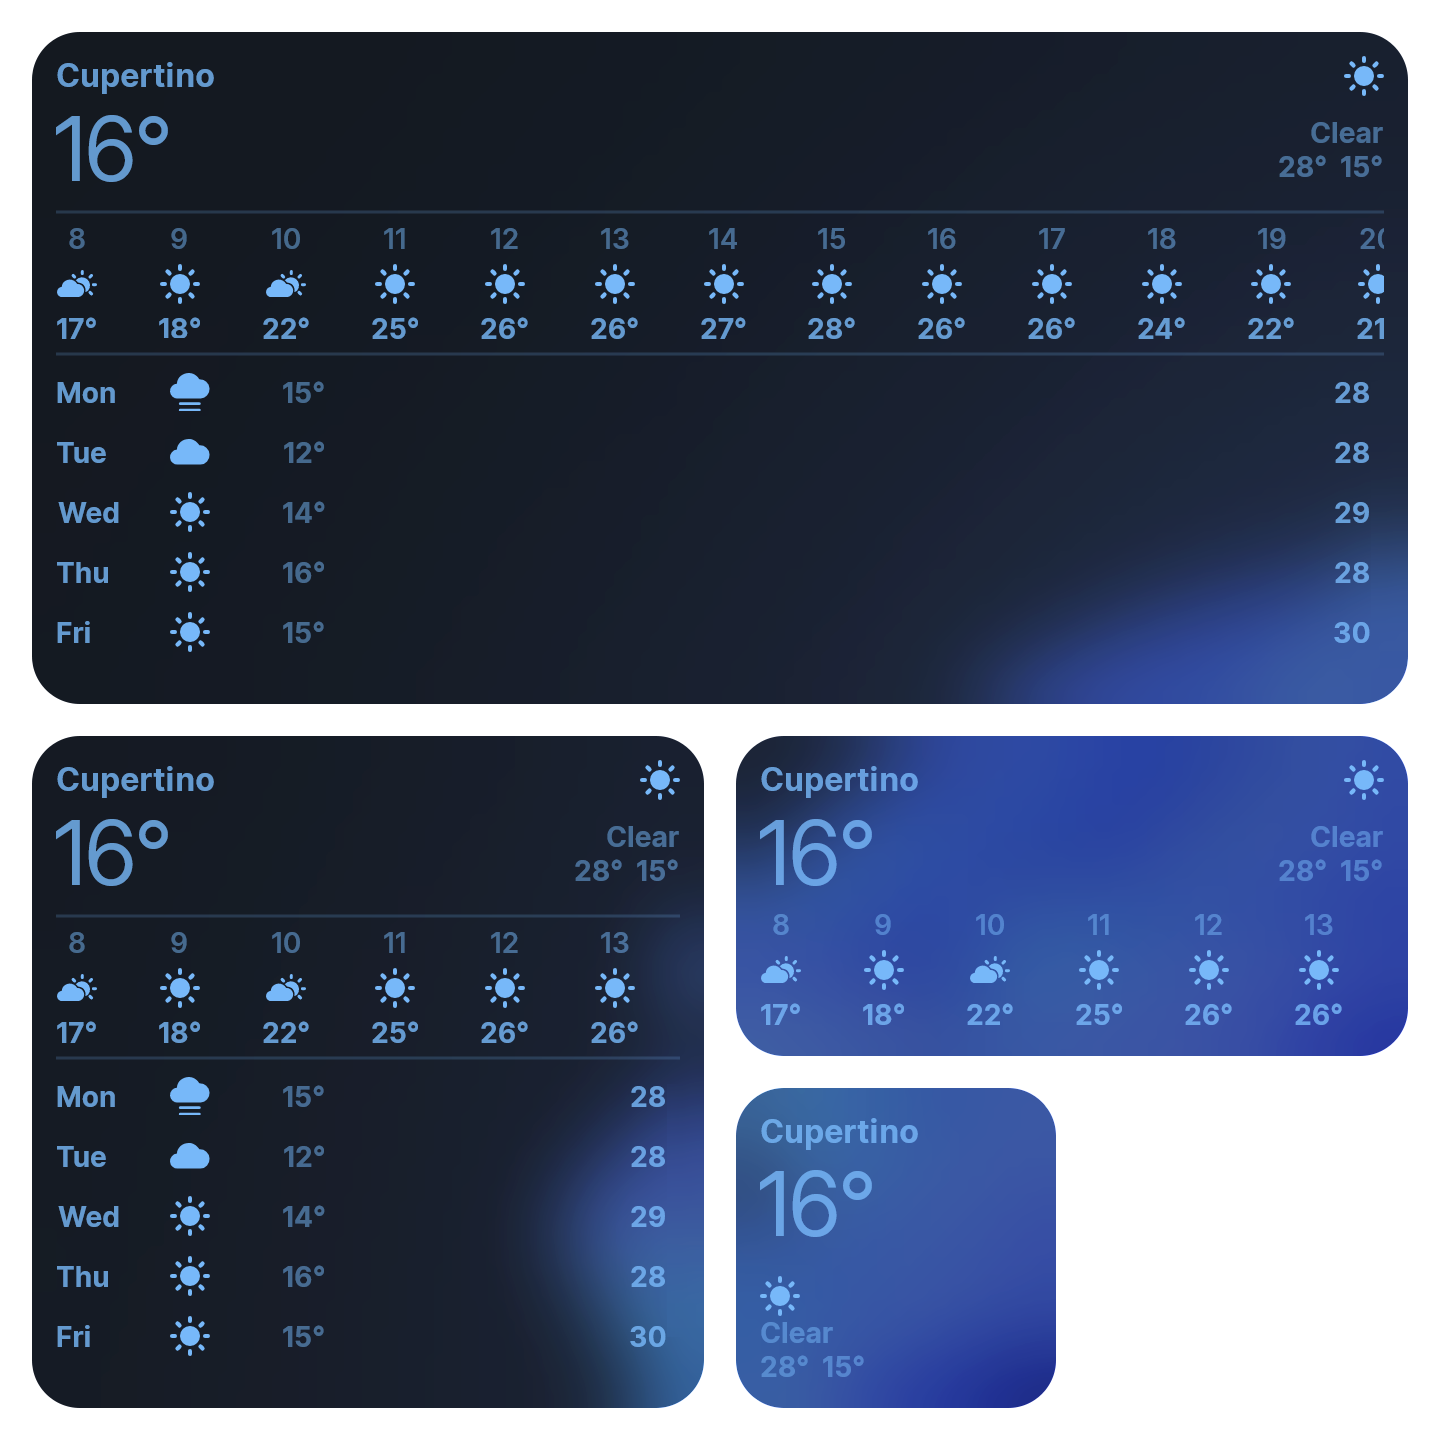 Cupertino
16°
Clear
28° 15°
8 9 10 11 12 13 14 15 16 17 18 19 20
17° 18° 22° 25° 26° 26° 27° 28° 26° 26° 24° 22° 21
Mon 15° 28
Tue 12° 28
Wed 14° 29
Thu 16° 28
Fri 15° 30
Cupertino
16°
Clear
28° 15°
8 9 10 11 12 13
17° 18° 22° 25° 26° 26°
Mon 15° 28
Tue 12° 28
Wed 14° 29
Thu 16° 28
Fri 15° 30
Cupertino
16°
Clear
28° 15°
8 9 10 11 12 13
17° 18° 22° 25° 26° 26°
Cupertino
16°
Clear
28° 15°